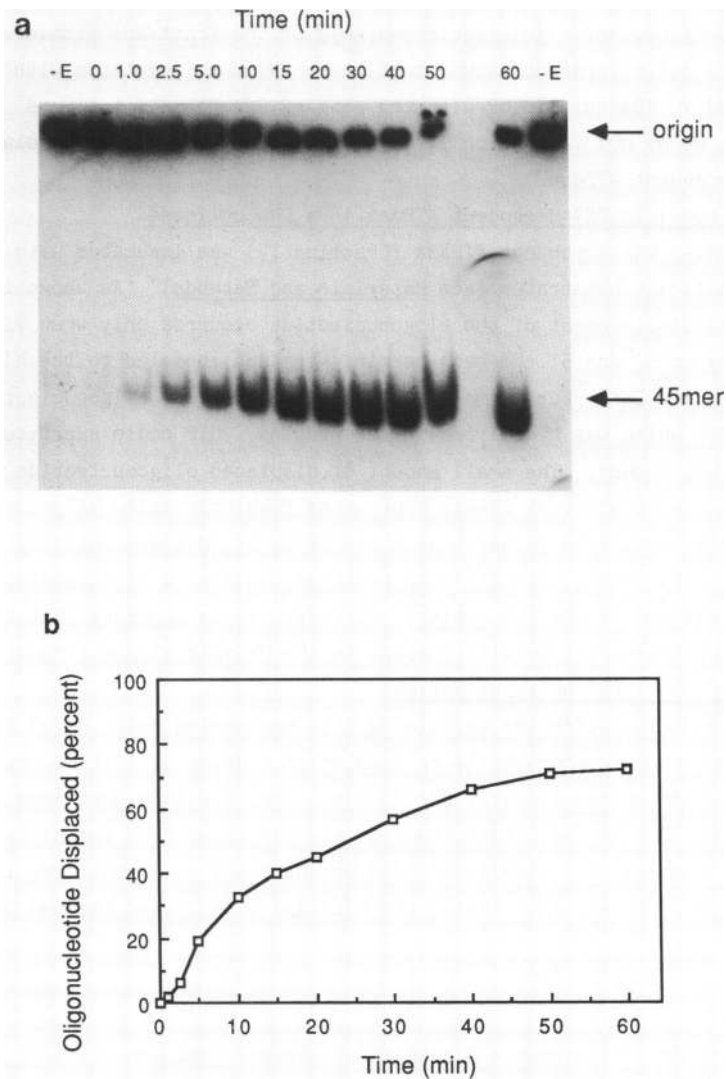 a
Time (min)
- E 0 1.0 2.5 5.0 10 15 20 30 40 50 60 - E
origin
45mer
b
100
80
60
40
20
0
Oligonucleotide Displaced (percent)
0 10 20 30 40 50 60
Time (min)